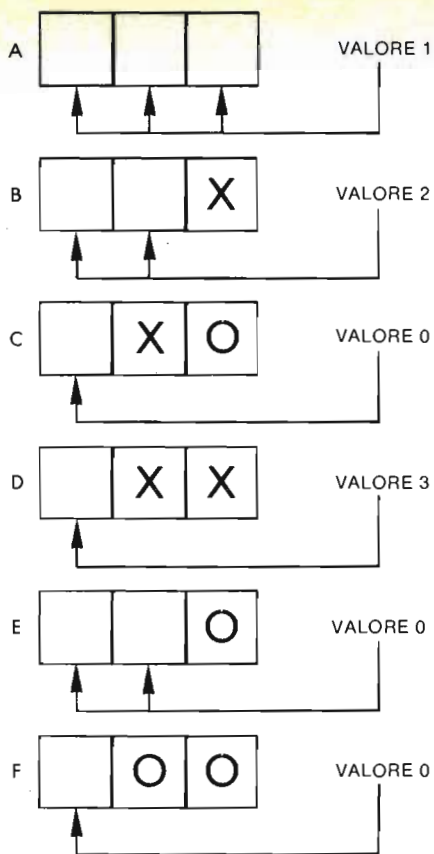 A VALORE 1
B X VALORE 2
C X O VALORE 0
D X X VALORE 3
E O VALORE 0
F O O VALORE 0